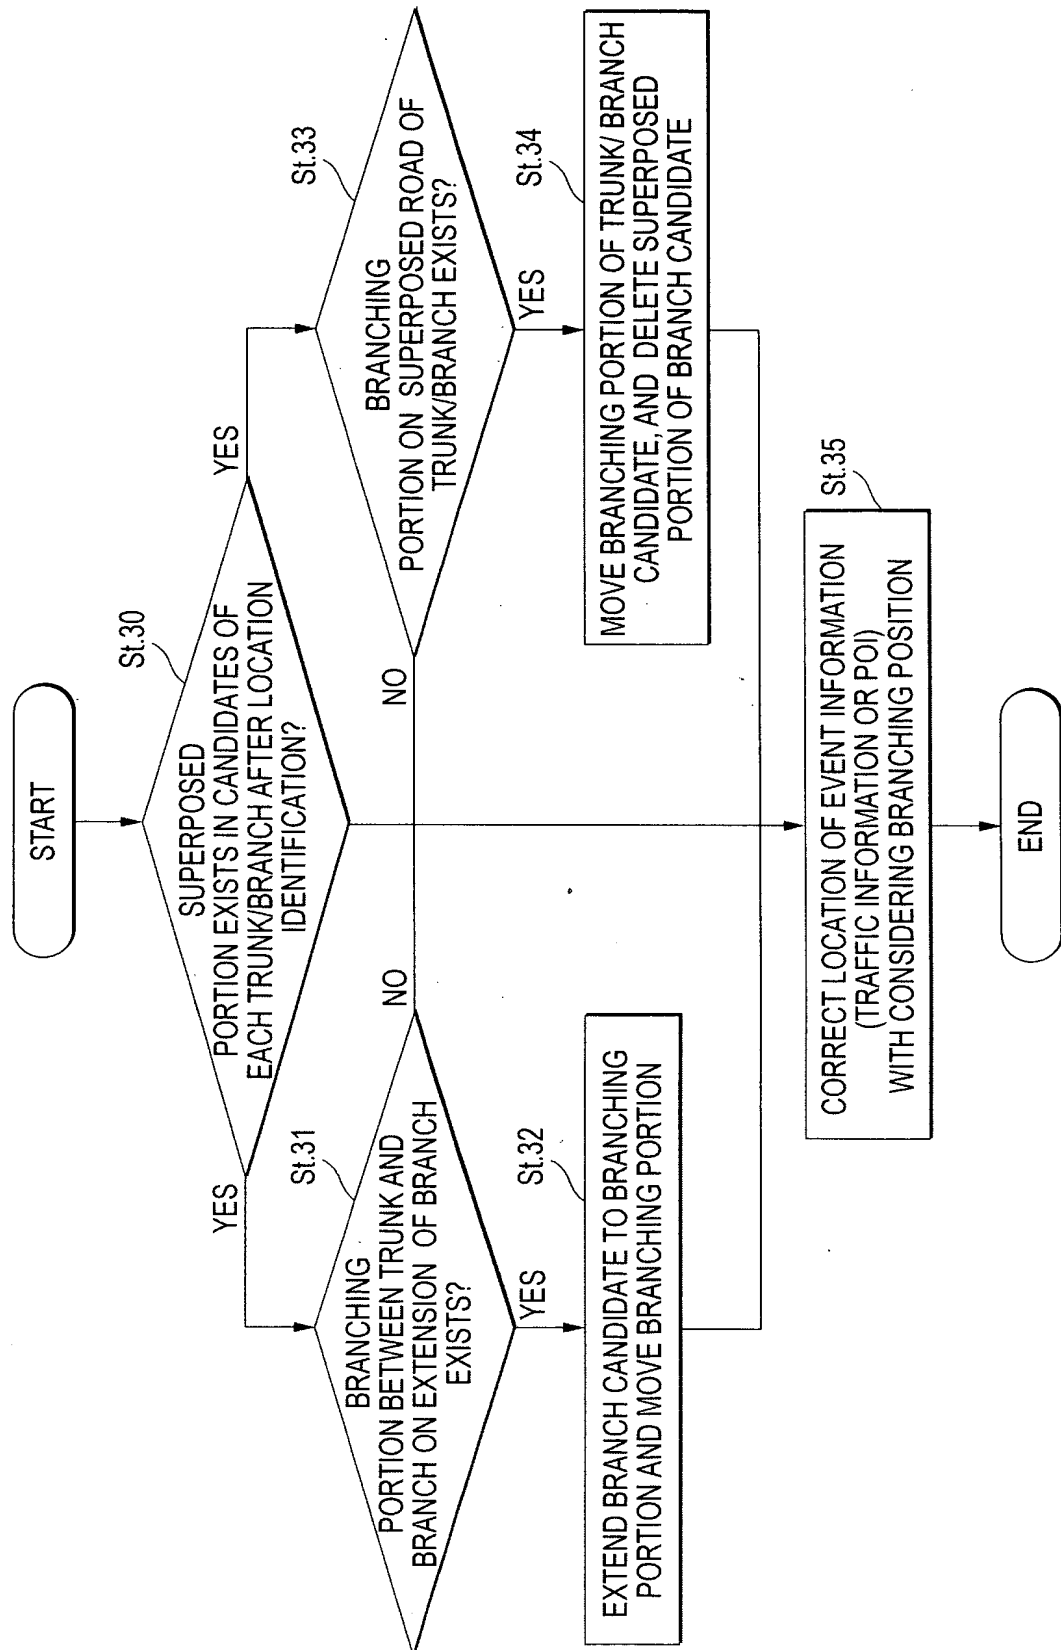 START
St.30
SUPERPOSED
PORTION EXISTS IN CANDIDATES OF
EACH TRUNK/BRANCH AFTER LOCATION
IDENTIFICATION?
YES
YES
St.31
BRANCHING
PORTION BETWEEN TRUNK AND
BRANCH ON EXTENSION OF BRANCH
EXISTS?
NO
YES
St.33
BRANCHING
PORTION ON SUPERPOSED ROAD OF
TRUNK/BRANCH EXISTS?
NO
YES
St.32
EXTEND BRANCH CANDIDATE TO BRANCHING
PORTION AND MOVE BRANCHING PORTION
St.34
MOVE BRANCHING PORTION OF TRUNK/ BRANCH
CANDIDATE, AND DELETE SUPERPOSED
PORTION OF BRANCH CANDIDATE
St.35
CORRECT LOCATION OF EVENT INFORMATION
(TRAFFIC INFORMATION OR POI)
WITH CONSIDERING BRANCHING POSITION
END